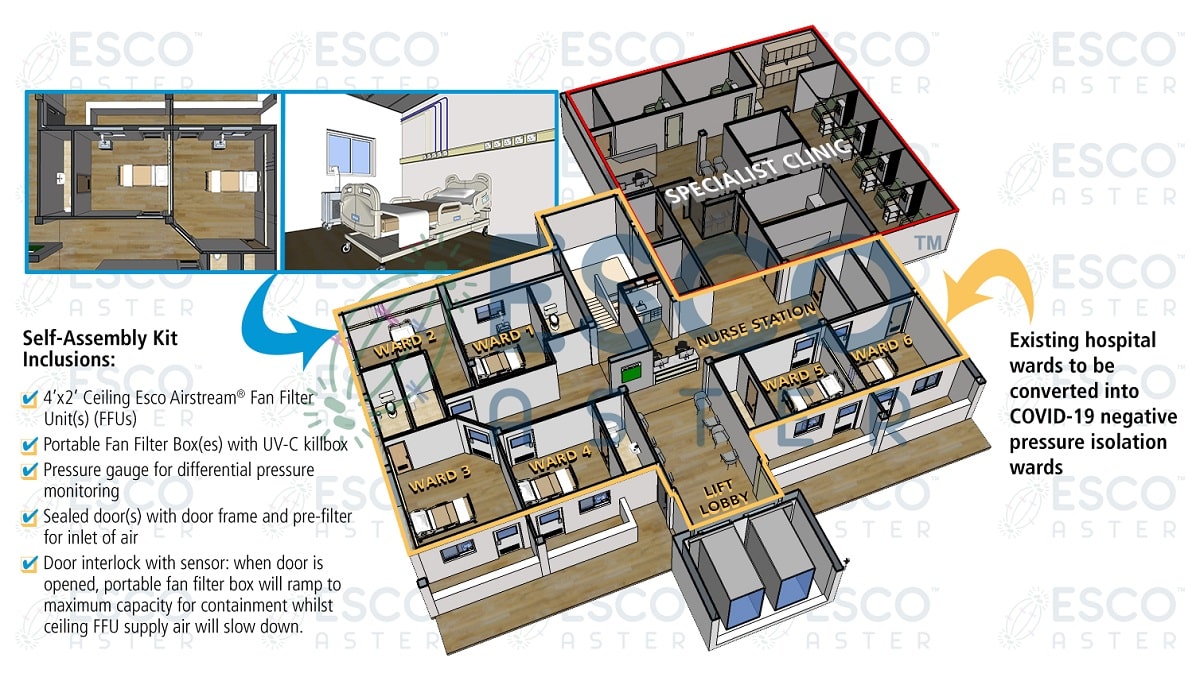 ESCO™
ASTER
SPECIALIST CLINIC
ESCO™
ASTER
NURSE STATION
WARD 2
WARD 1
WARD 6
WARD 5
WARD 4
WARD 3
LIFT
LOBBY
Self-Assembly Kit
Inclusions:
4’x2’ Ceiling Esco Airstream® Fan Filter
Unit(s) (FFUs)
Portable Fan Filter Box(es) with UV-C killbox
Pressure gauge for differential pressure
monitoring
Sealed door(s) with door frame and pre-filter
for inlet of air
Door interlock with sensor: when door is
opened, portable fan filter box will ramp to
maximum capacity for containment whilst
ceiling FFU supply air will slow down.
Existing hospital
wards to be
converted into
COVID-19 negative
pressure isolation
wards